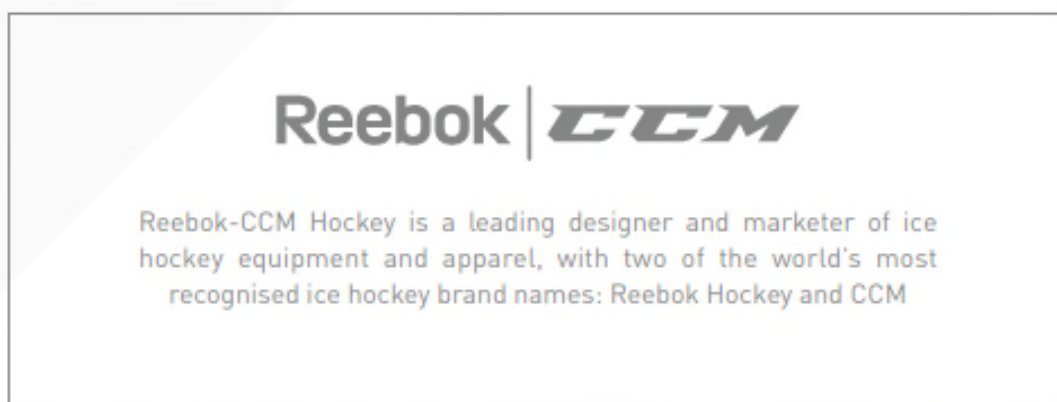 Reebok | CCM
Reebok-CCM Hockey is a leading designer and marketer of ice
hockey equipment and apparel, with two of the world's most
recognised ice hockey brand names: Reebok Hockey and CCM